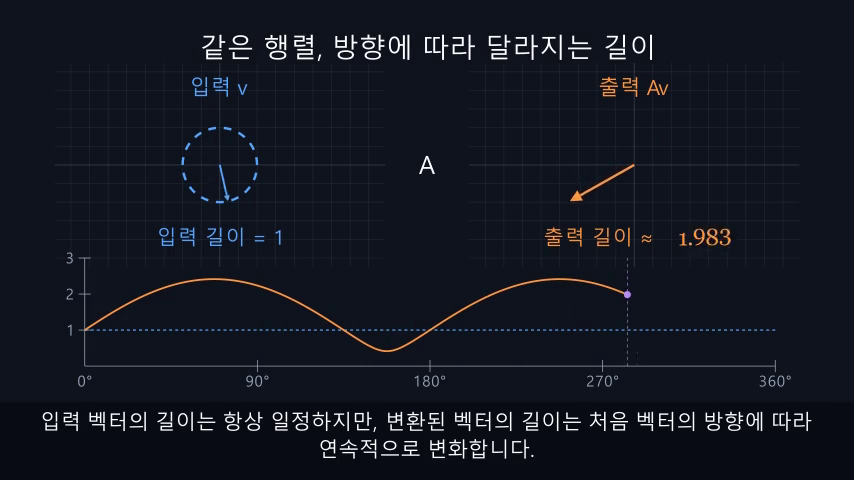 같은 행렬, 방향에 따라 달라지는 길이
입력 v
출력 Av
A
입력 길이 = 1
출력 길이 ≈ 1.983
3
2
1
0° 90° 180° 270° 360°
입력 벡터의 길이는 항상 일정하지만, 변환된 벡터의 길이는 처음 벡터의 방향에 따라
연속적으로 변화합니다.